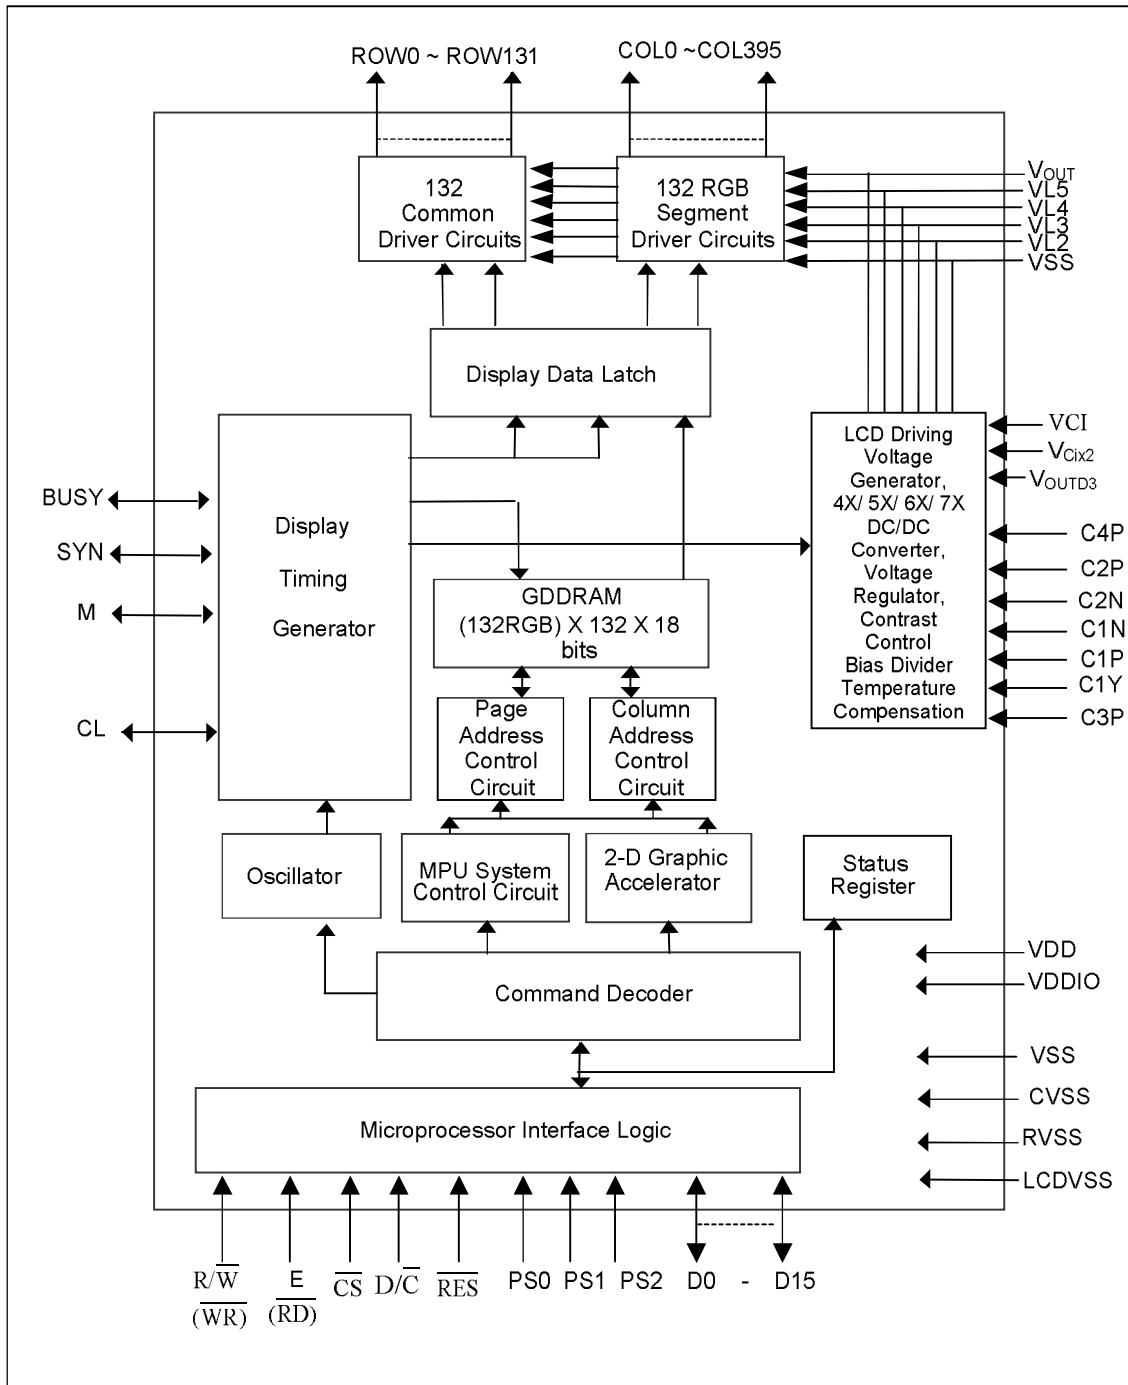 ROW0 ~ ROW131
COL0 ~COL395
132
Common
Driver Circuits
132 RGB
Segment
Driver Circuits
VOUT
VL5
VL4
VL3
VL2
VSS
Display Data Latch
LCD Driving
Voltage
Generator,
4X/ 5X/ 6X/ 7X
DC/DC
Converter,
Voltage
Regulator,
Contrast
Control
Bias Divider
Temperature
Compensation
VCI
VCix2
VOUTD3
C4P
C2P
C2N
C1N
C1P
C1Y
C3P
BUSY
SYN
M
CL
Display
Timing
Generator
GDDRAM
(132RGB) X 132 X 18
bits
Page
Address
Control
Circuit
Column
Address
Control
Circuit
Oscillator
MPU System
Control Circuit
2-D Graphic
Accelerator
Status
Register
Command Decoder
VDD
VDDIO
VSS
CVSS
RVSS
LCDVSS
Microprocessor Interface Logic
R/W̅
(W̅R̅)
E
(R̅D̅)
C̅S̅
D/C̅
R̅E̅S̅
PS0
PS1
PS2
D0 - D15